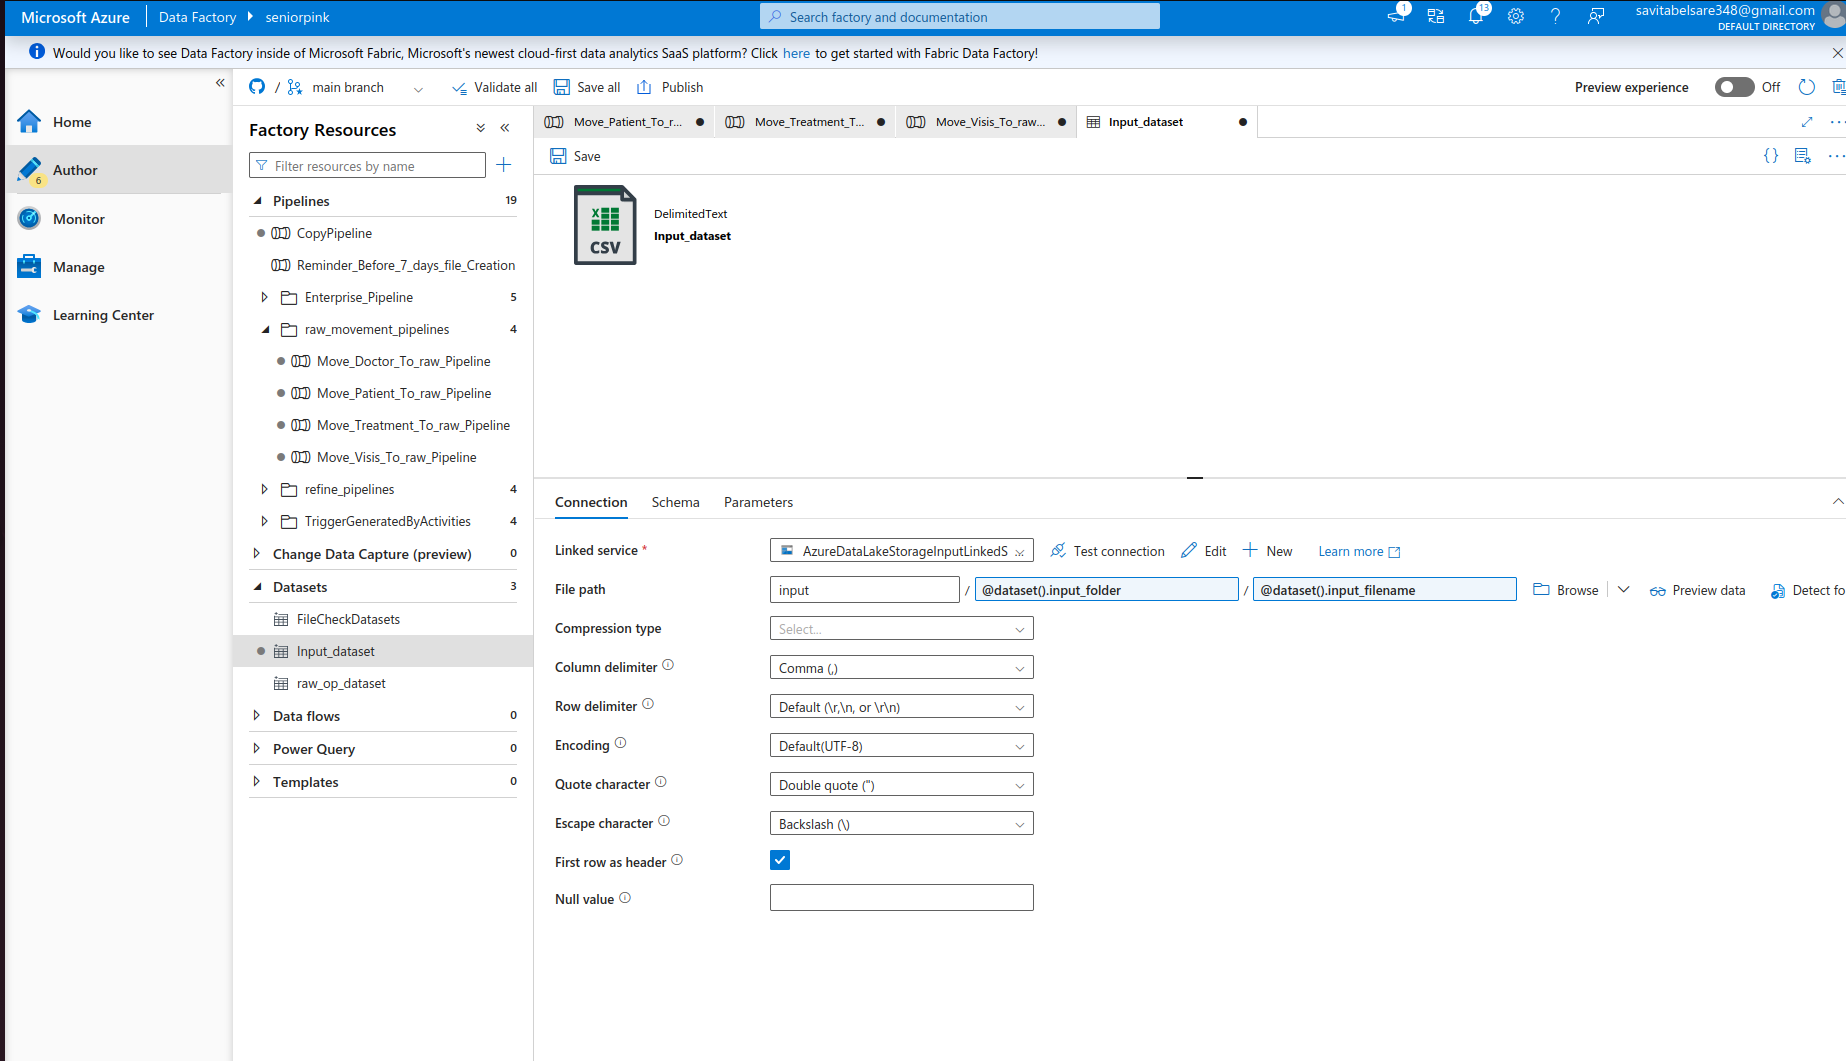 Microsoft Azure Data Factory seniorpink Search factory and documentation 1 13 savitabelsare348@gmail.com
DEFAULT DIRECTORY
Would you like to see Data Factory inside of Microsoft Fabric, Microsoft's newest cloud-first data analytics SaaS platform? Click here to get started with Fabric Data Factory!
Home
Author
6
Monitor
Manage
Learning Center
/ main branch Validate all Save all Publish Preview experience Off
Factory Resources
Filter resources by name
Pipelines 19
CopyPipeline
Reminder_Before_7_days_file_Creation
Enterprise_Pipeline 5
raw_movement_pipelines 4
Move_Doctor_To_raw_Pipeline
Move_Patient_To_raw_Pipeline
Move_Treatment_To_raw_Pipeline
Move_Visis_To_raw_Pipeline
refine_pipelines 4
TriggerGeneratedByActivities 4
Change Data Capture (preview) 0
Datasets 3
FileCheckDatasets
Input_dataset
raw_op_dataset
Data flows 0
Power Query 0
Templates 0
Move_Patient_To_r... Move_Treatment_T... Move_Visis_To_raw... Input_dataset
Save {}
X
CSV
DelimitedText
Input_dataset
Connection Schema Parameters
Linked service * AzureDataLakeStorageInputLinkedS Test connection Edit New Learn more
File path input / @dataset().input_folder / @dataset().input_filename Browse Preview data Detect fo
Compression type Select...
Column delimiter Comma (,)
Row delimiter Default (\r,\n, or \r\n)
Encoding Default(UTF-8)
Quote character Double quote (")
Escape character Backslash (\)
First row as header
Null value